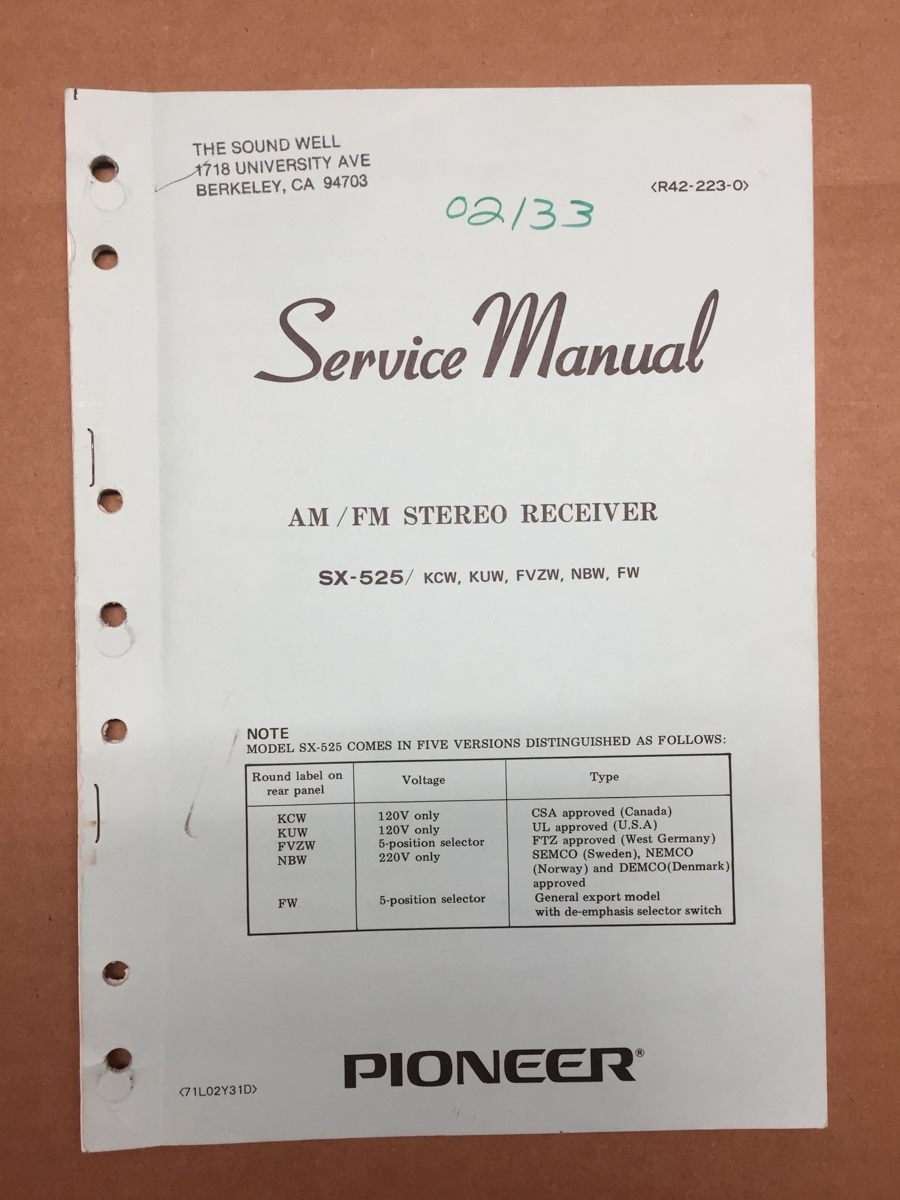 THE SOUND WELL
1718 UNIVERSITY AVE
BERKELEY, CA 94703
<R42-223-0>
02133
Service Manual
AM / FM STEREO RECEIVER
SX-525/ KCW, KUW, FVZW, NBW, FW
NOTE
MODEL SX-525 COMES IN FIVE VERSIONS DISTINGUISHED AS FOLLOWS:
Round label on rear panel Voltage Type
KCW 120V only CSA approved (Canada)
KUW 120V only UL approved (U.S.A)
FVZW 5-position selector FTZ approved (West Germany)
NBW 220V only SEMCO (Sweden), NEMCO
(Norway) and DEMCO(Denmark)
approved
FW 5-position selector General export model
with de-emphasis selector switch
PIONEER®
<71L02Y31D>